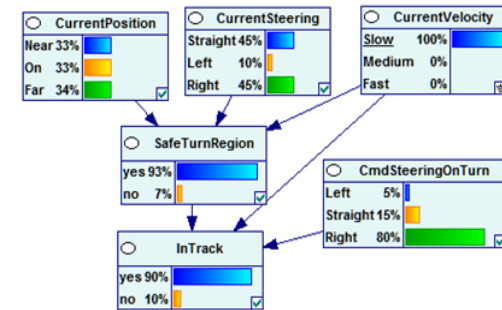 CurrentPosition
Near 33%
On 33%
Far 34%
CurrentSteering
Straight 45%
Left 10%
Right 45%
CurrentVelocity
Slow 100%
Medium 0%
Fast 0%
SafeTurnRegion
yes 93%
no 7%
CmdSteeringOnTurn
Left 5%
Straight 15%
Right 80%
InTrack
yes 90%
no 10%